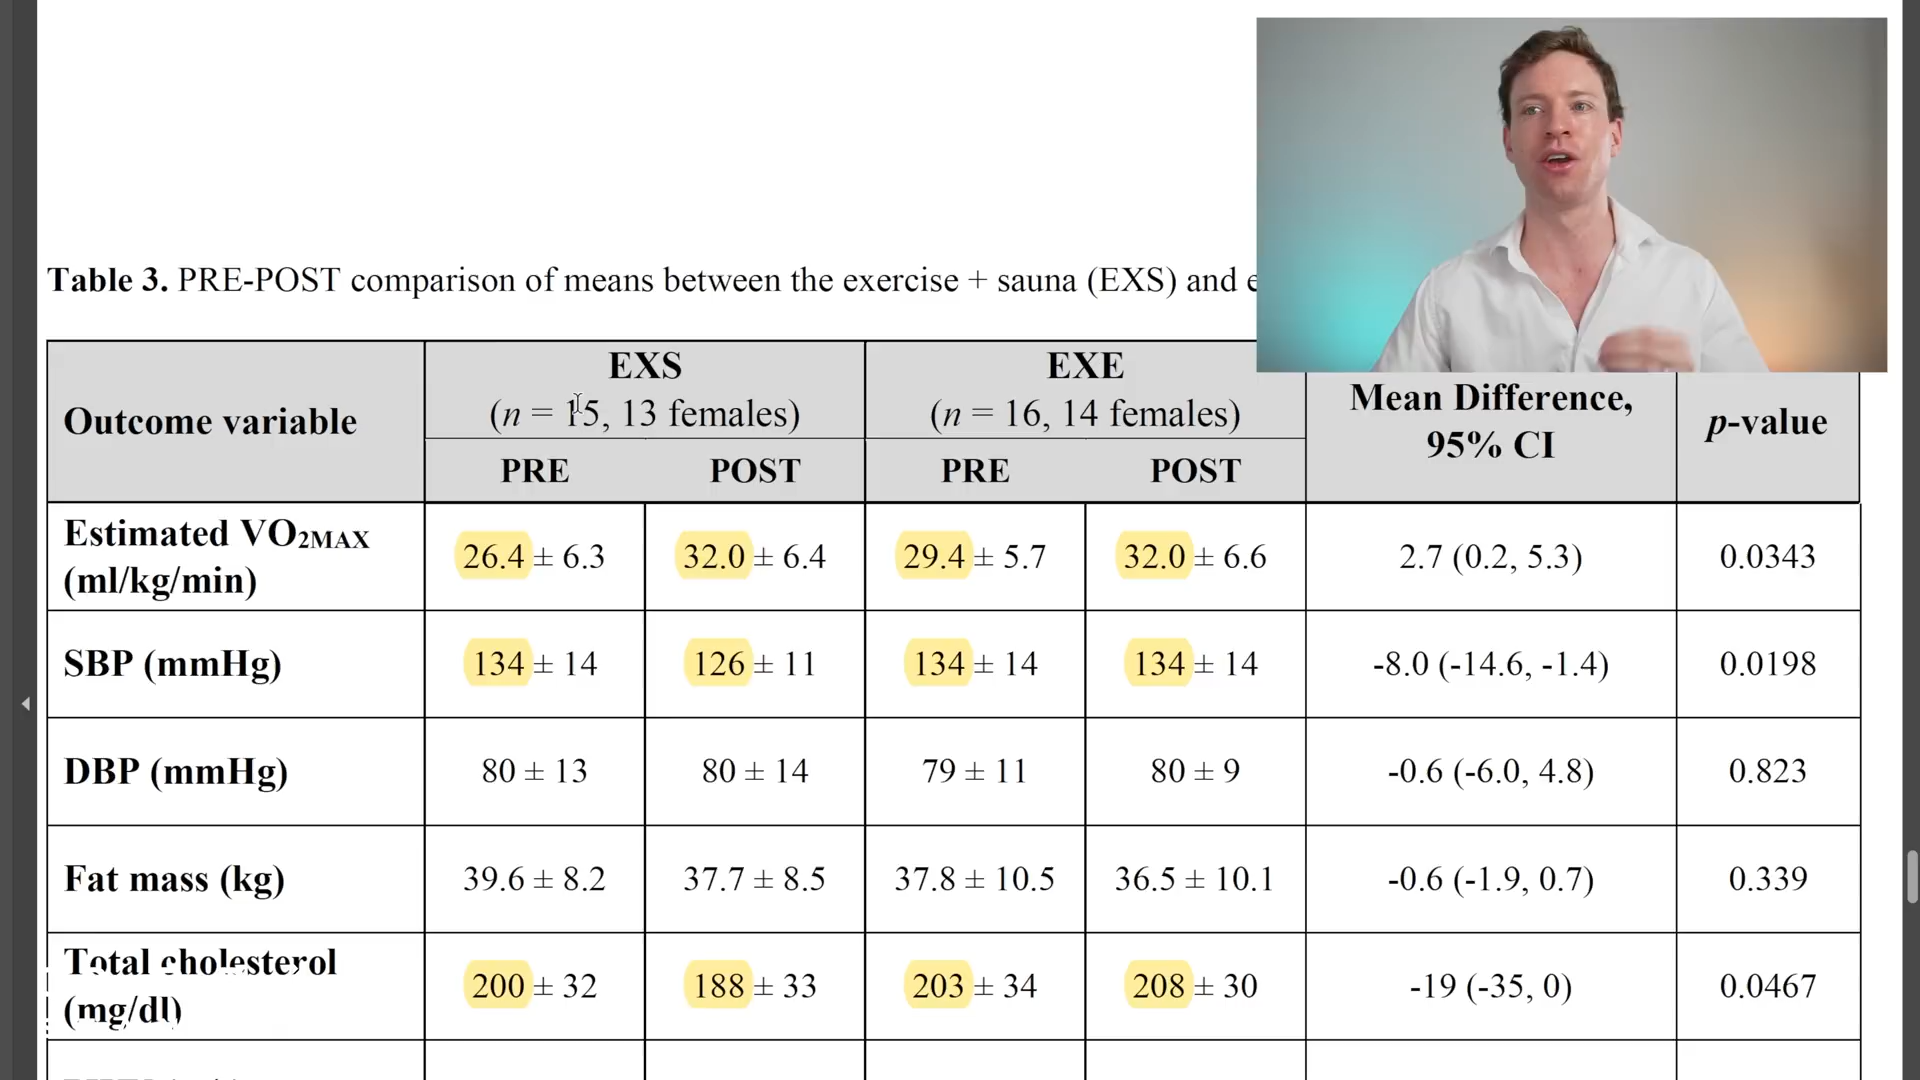 Table 3. PRE-POST comparison of means between the exercise + sauna (EXS) and
Outcome variable
EXS
(n = 15, 13 females)
EXE
(n = 16, 14 females)
Mean Difference,
95% CI
p-value
PRE POST PRE POST
Estimated VO2MAX
(ml/kg/min)
26.4 ± 6.3 32.0 ± 6.4 29.4 ± 5.7 32.0 ± 6.6 2.7 (0.2, 5.3) 0.0343
SBP (mmHg) 134 ± 14 126 ± 11 134 ± 14 134 ± 14 -8.0 (-14.6, -1.4) 0.0198
DBP (mmHg) 80 ± 13 80 ± 14 79 ± 11 80 ± 9 -0.6 (-6.0, 4.8) 0.823
Fat mass (kg) 39.6 ± 8.2 37.7 ± 8.5 37.8 ± 10.5 36.5 ± 10.1 -0.6 (-1.9, 0.7) 0.339
Total cholesterol
(mg/dl)
200 ± 32 188 ± 33 203 ± 34 208 ± 30 -19 (-35, 0) 0.0467